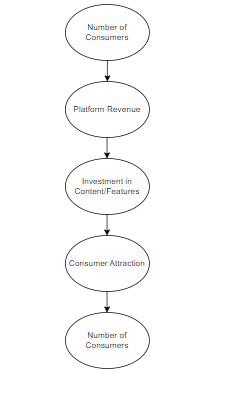 Number of
Consumers
Platform Revenue
Investment in
Content/Features
Consumer Attraction
Number of
Consumers